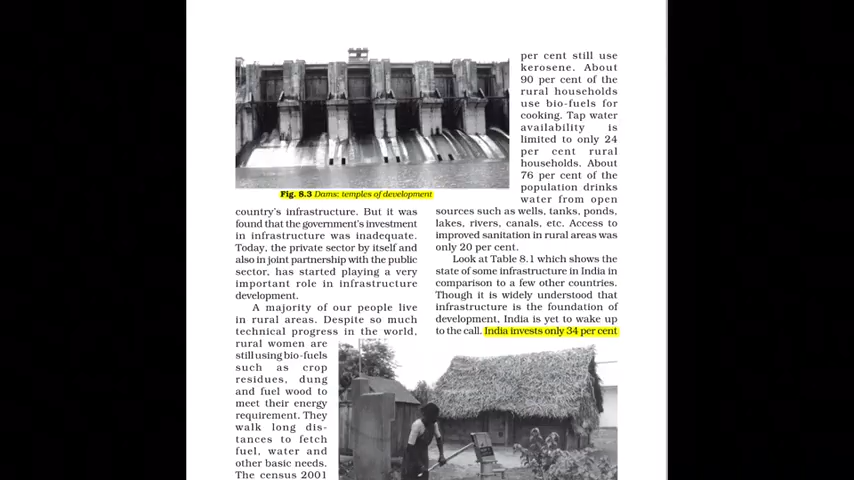 Fig. 8.3 Dams: temples of development
country's infrastructure. But it was
found that the government's investment
in infrastructure was inadequate.
Today, the private sector by itself and
also in joint partnership with the public
sector, has started playing a very
important role in infrastructure
development.
A majority of our people live
in rural areas. Despite so much
technical progress in the world,
rural women are
still using bio-fuels
such as crop
residues, dung
and fuel wood to
meet their energy
requirement. They
walk long dis-
tances to fetch
fuel, water and
other basic needs.
The census 2001
per cent still use
kerosene. About
90 per cent of the
rural households
use bio-fuels for
cooking. Tap water
availability is
limited to only 24
per cent rural
households. About
76 per cent of the
population drinks
water from open
sources such as wells, tanks, ponds,
lakes, rivers, canals, etc. Access to
improved sanitation in rural areas was
only 20 per cent.
Look at Table 8.1 which shows the
state of some infrastructure in India in
comparison to a few other countries.
Though it is widely understood that
infrastructure is the foundation of
development, India is yet to wake up
to the call. India invests only 34 per cent